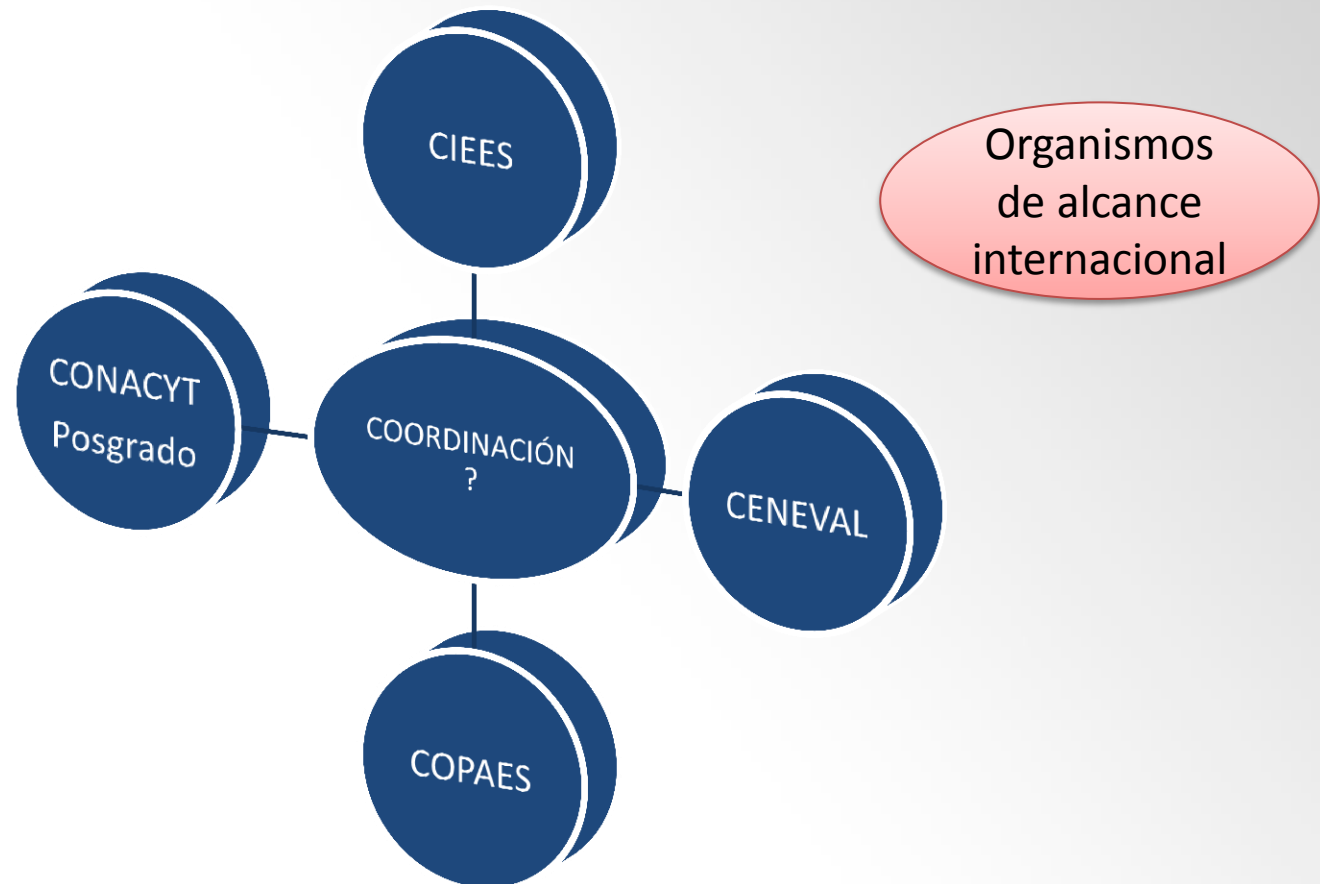 CIEES
Organismos
de alcance
internacional
CONACYT
Posgrado
COORDINACIÓN
?
CENEVAL
COPAES